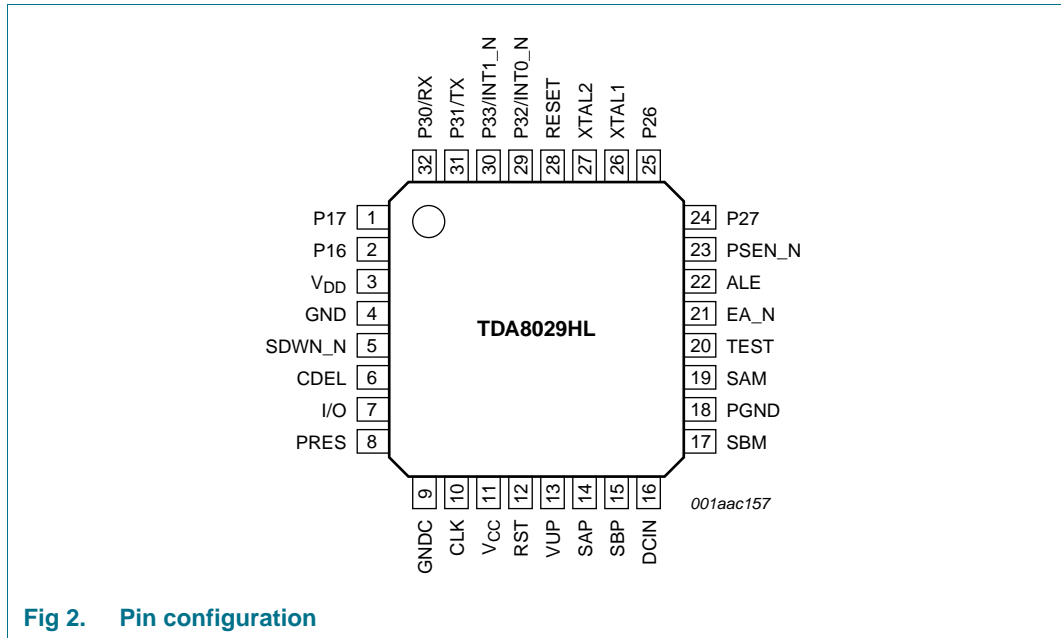 P30/RX
P31/TX
P33/INT1_N
P32/INT0_N
RESET
XTAL2
XTAL1
P26
32
31
30
29
28
27
26
25
P17 1
P16 2
VDD 3
GND 4
SDWN_N 5
CDEL 6
I/O 7
PRES 8
TDA8029HL
24 P27
23 PSEN_N
22 ALE
21 EA_N
20 TEST
19 SAM
18 PGND
17 SBM
9
10
11
12
13
14
15
16
GNDC
CLK
VCC
RST
VUP
SAP
SBP
DCIN
001aac157
Fig 2. Pin configuration